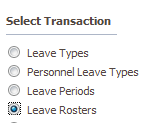 Select Transaction
Leave Types
Personnel Leave Types
Leave Periods
Leave Rosters